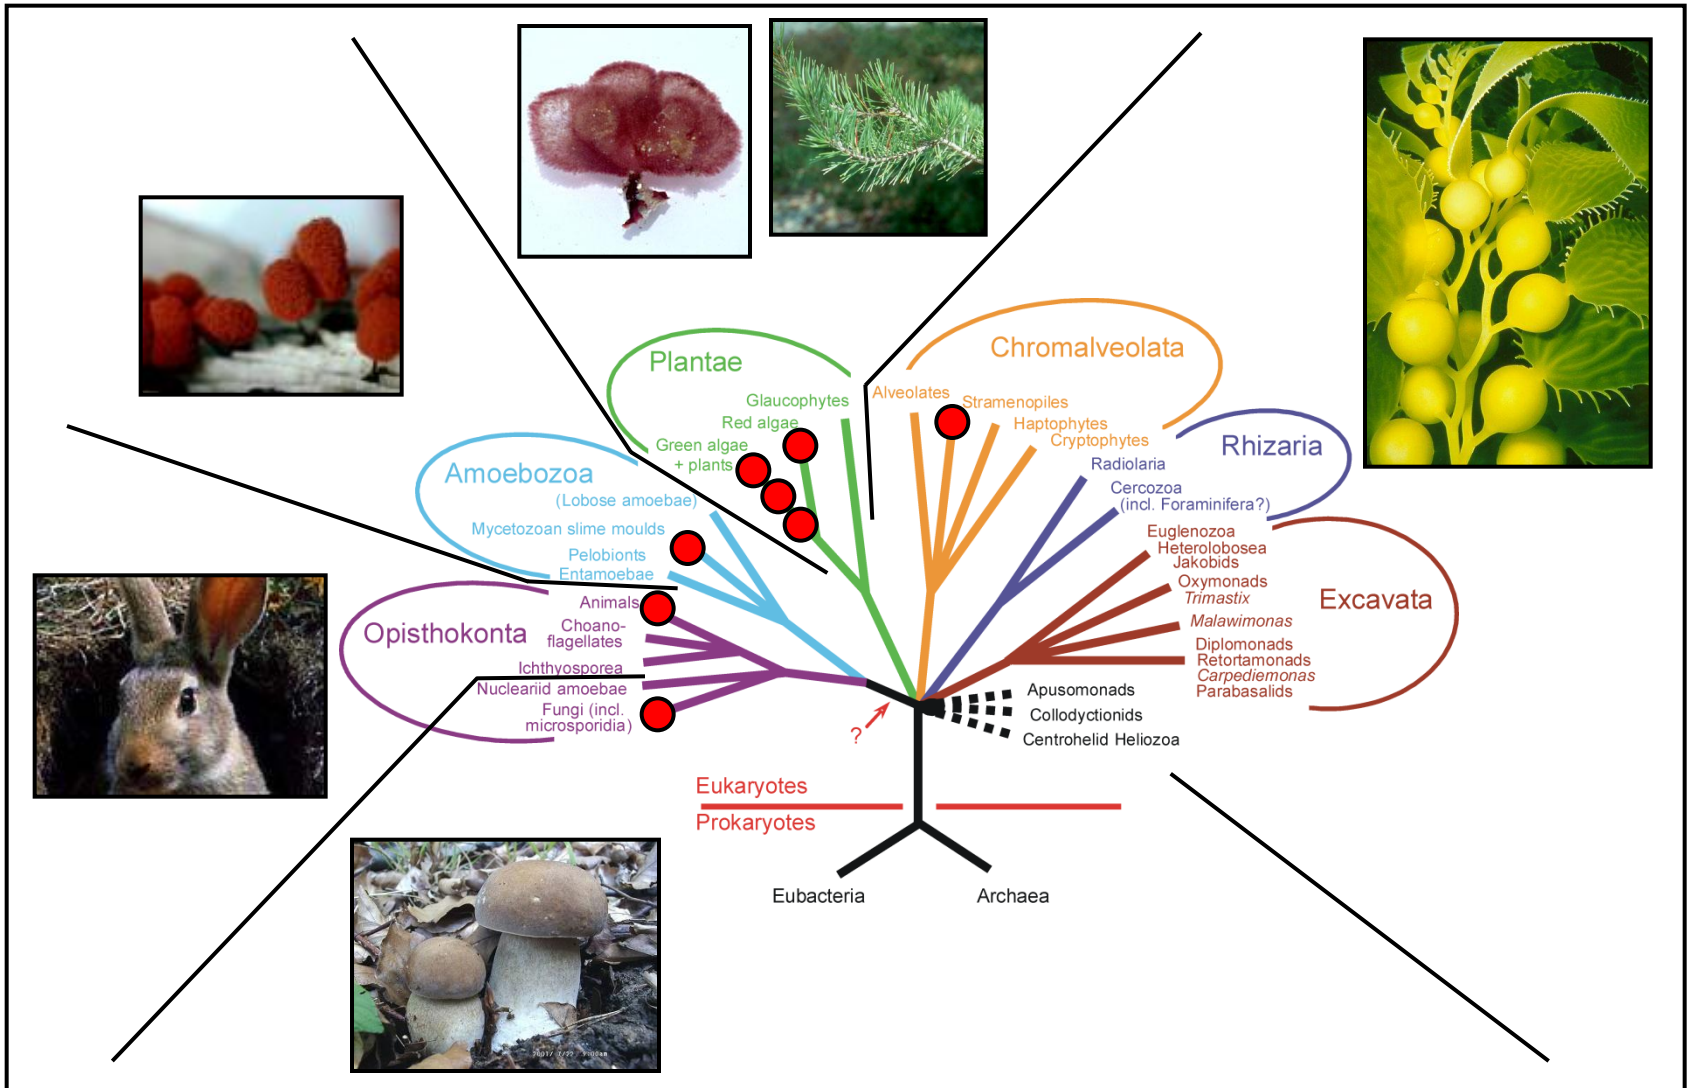 Plantae
Glaucophytes
Red algae
Green algae
+ plants
Chromalveolata
Alveolates
Stramenopiles
Haptophytes
Cryptophytes
Rhizaria
Radiolaria
Cercozoa
(incl. Foraminifera?)
Amoebozoa
(Lobose amoebae)
Mycetozoan slime moulds
Pelobionts
Entamoebae
Opisthokonta
Animals
Choano-
flagellates
Ichthyosporea
Nucleariid amoebae
Fungi (incl.
microsporidia)
Excavata
Euglenozoa
Heterolobosea
Jakobids
Oxymonads
Trimastix
Malawimonas
Diplomonads
Retortamonads
Carpediemonas
Parabasalids
Apusomonads
Collodyctionids
Centrohelid Heliozoa
?
Eukaryotes
Prokaryotes
Eubacteria
Archaea